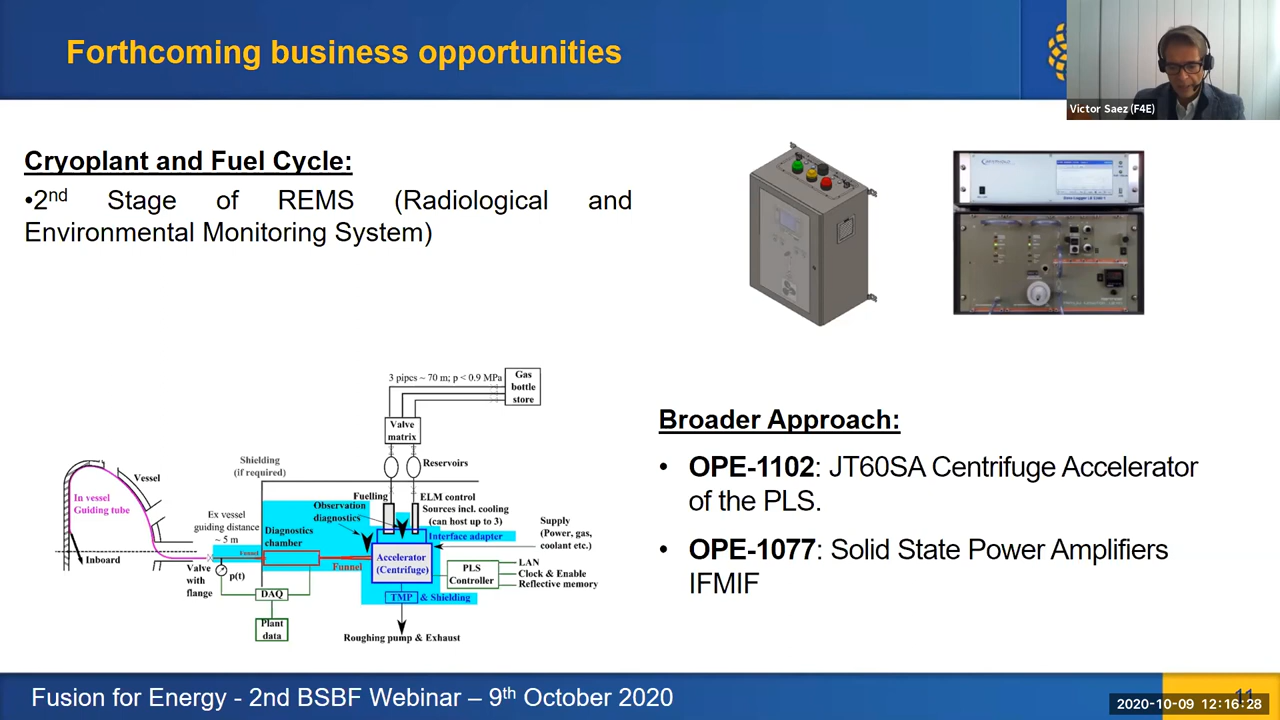 Forthcoming business opportunities
Victor Saez (F4E)
Cryoplant and Fuel Cycle:
•2nd Stage of REMS (Radiological and
Environmental Monitoring System)
3 pipes ~ 70 m; p < 0.9 MPa
Gas
bottle
store
Valve
matrix
Shielding
(if required)
Reservoirs
Vessel
In vessel
Guiding tube
Fuelling
ELM control
Sources incl. cooling
(can host up to 3)
Observation
diagnostics
Ex vessel
guiding distance
~ 5 m
Diagnostics
chamber
Supply
(Power, gas,
coolant etc.)
Interface adapter
Funnel
Inboard
Valve
with
flange
p(t)
Funnel
Accelerator
(Centrifuge)
PLS
Controller
LAN
Clock & Enable
Reflective memory
DAQ
TMP & Shielding
Plant
data
Roughing pump & Exhaust
Broader Approach:
• OPE-1102: JT60SA Centrifuge Accelerator
of the PLS.
• OPE-1077: Solid State Power Amplifiers
IFMIF
Fusion for Energy - 2nd BSBF Webinar – 9th October 2020
11
2020-10-09 12:16:28